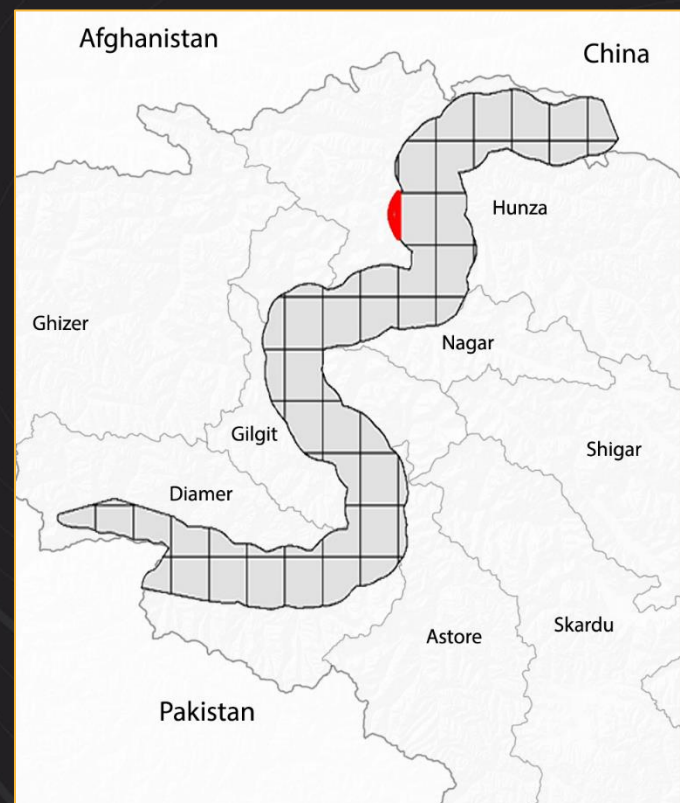 Afghanistan
China
Hunza
Ghizer
Nagar
Gilgit
Shigar
Diamer
Skardu
Astore
Pakistan